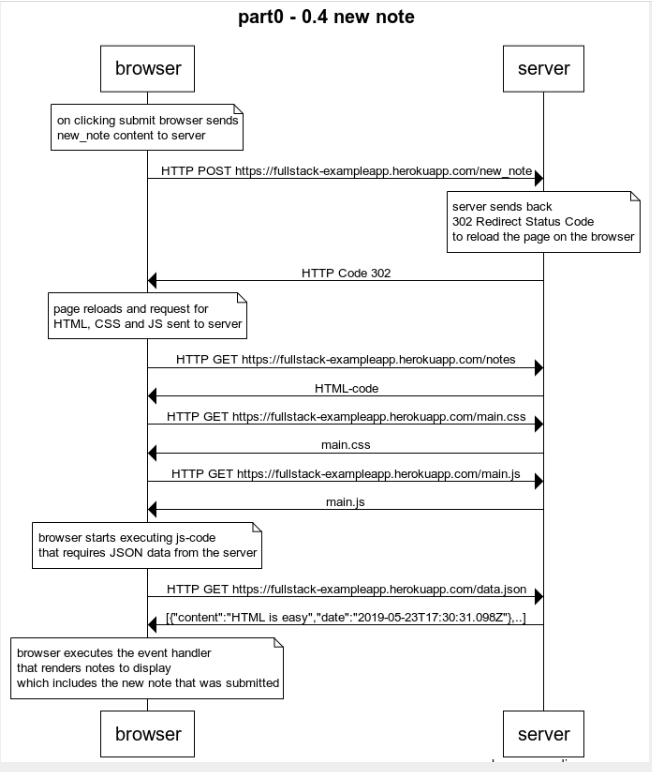 part0 - 0.4 new note
browser
server
on clicking submit browser sends
new_note content to server
HTTP POST https://fullstack-exampleapp.herokuapp.com/new_note
server sends back
302 Redirect Status Code
to reload the page on the browser
HTTP Code 302
page reloads and request for
HTML, CSS and JS sent to server
HTTP GET https://fullstack-exampleapp.herokuapp.com/notes
HTML-code
HTTP GET https://fullstack-exampleapp.herokuapp.com/main.css
main.css
HTTP GET https://fullstack-exampleapp.herokuapp.com/main.js
main.js
browser starts executing js-code
that requires JSON data from the server
HTTP GET https://fullstack-exampleapp.herokuapp.com/data.json
[{"content":"HTML is easy","date":"2019-05-23T17:30:31.098Z"},..]
browser executes the event handler
that renders notes to display
which includes the new note that was submitted
browser
server